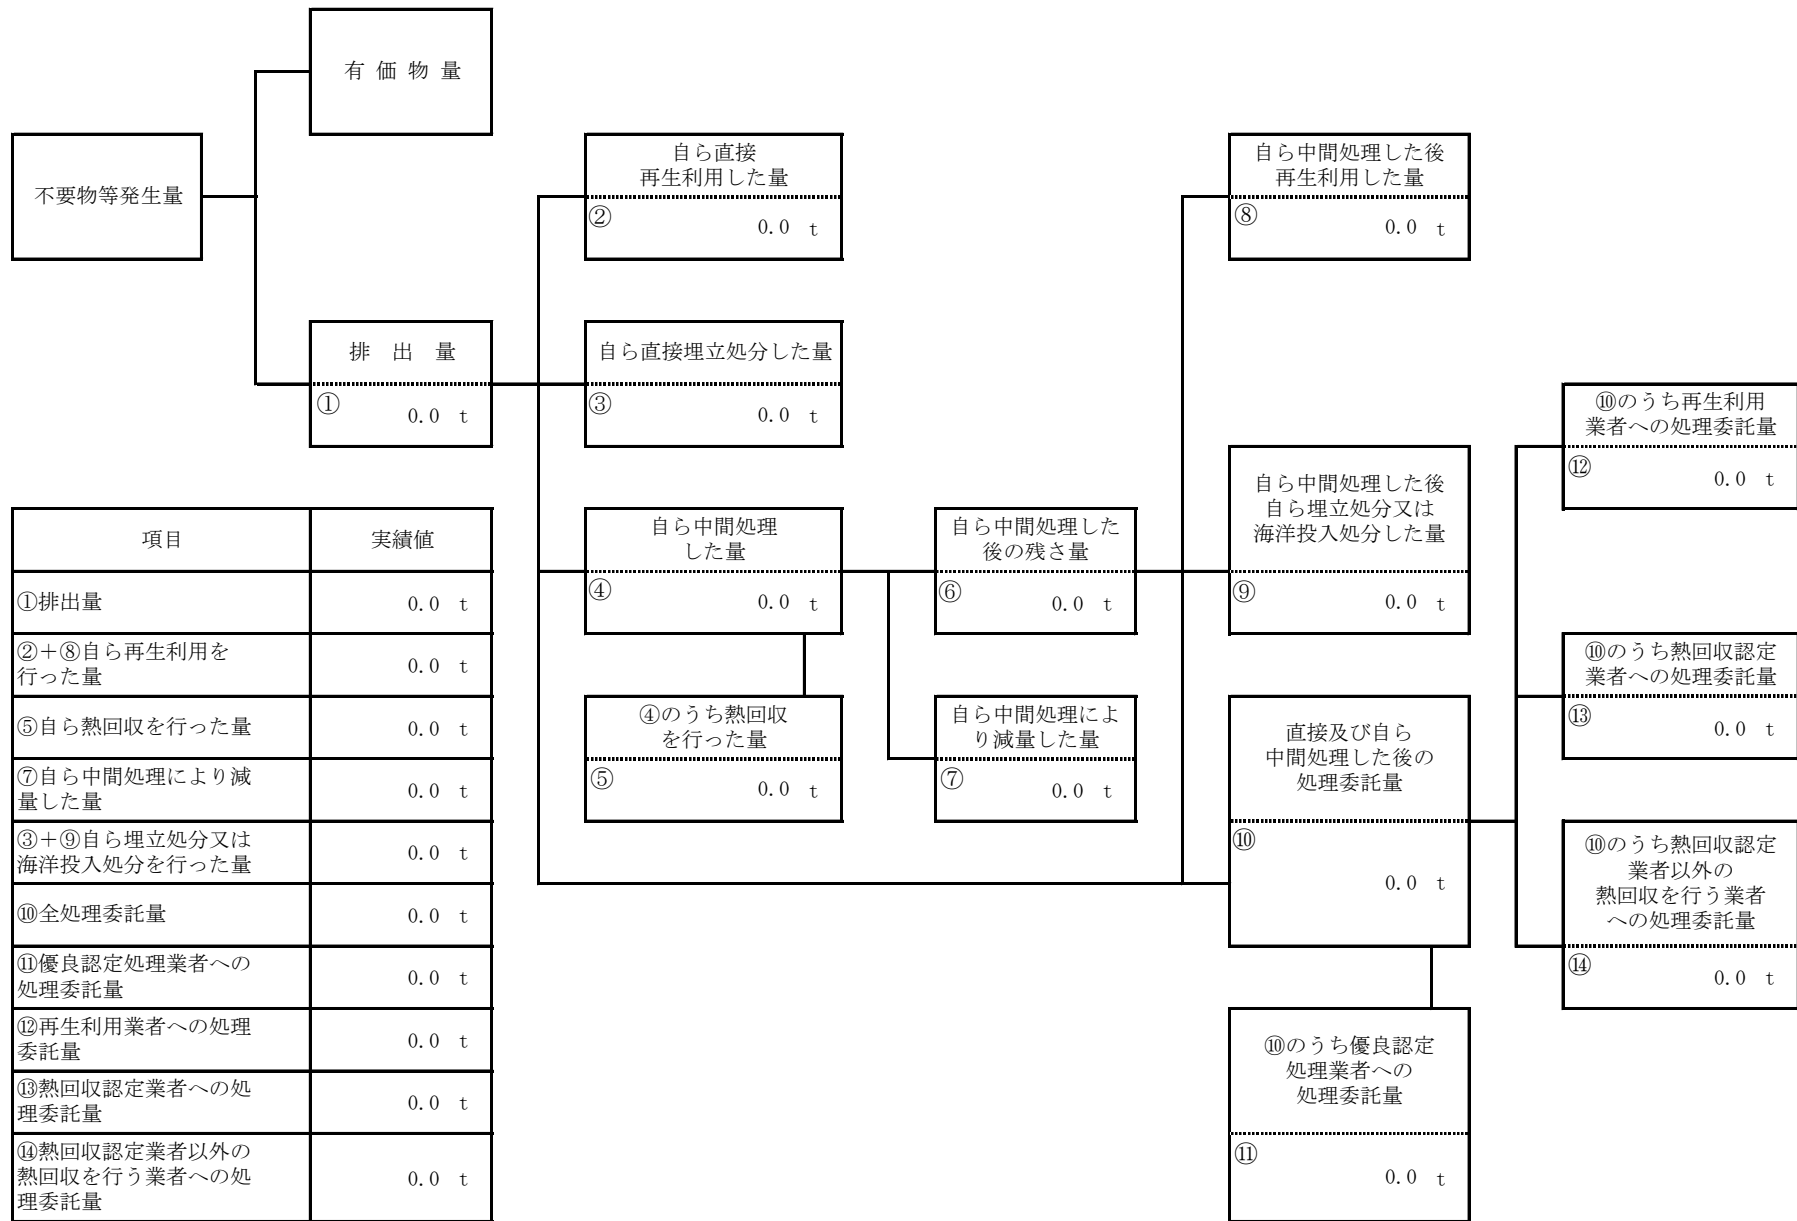 有 価 物 量
不要物等発生量
排 出 量
①
0.0 t
自ら直接
再生利用した量
②
0.0 t
自ら直接埋立処分した量
③
0.0 t
自ら中間処理
した量
④
0.0 t
④のうち熱回収
を行った量
⑤
0.0 t
自ら中間処理した
後の残さ量
⑥
0.0 t
自ら中間処理によ
り減量した量
⑦
0.0 t
自ら中間処理した後
再生利用した量
⑧
0.0 t
自ら中間処理した後
自ら埋立処分又は
海洋投入処分した量
⑨
0.0 t
直接及び自ら
中間処理した後の
処理委託量
⑩
0.0 t
⑩のうち優良認定
処理業者への
処理委託量
⑪
0.0 t
⑩のうち再生利用
業者への処理委託量
⑫
0.0 t
⑩のうち熱回収認定
業者への処理委託量
⑬
0.0 t
⑩のうち熱回収認定
業者以外の
熱回収を行う業者
への処理委託量
⑭
0.0 t
項目 実績値
①排出量 0.0 t
②＋⑧自ら再生利用を
行った量 0.0 t
⑤自ら熱回収を行った量 0.0 t
⑦自ら中間処理により減
量した量 0.0 t
③＋⑨自ら埋立処分又は
海洋投入処分を行った量 0.0 t
⑩全処理委託量 0.0 t
⑪優良認定処理業者への
処理委託量 0.0 t
⑫再生利用業者への処理
委託量 0.0 t
⑬熱回収認定業者への処
理委託量 0.0 t
⑭熱回収認定業者以外の
熱回収を行う業者への処
理委託量 0.0 t